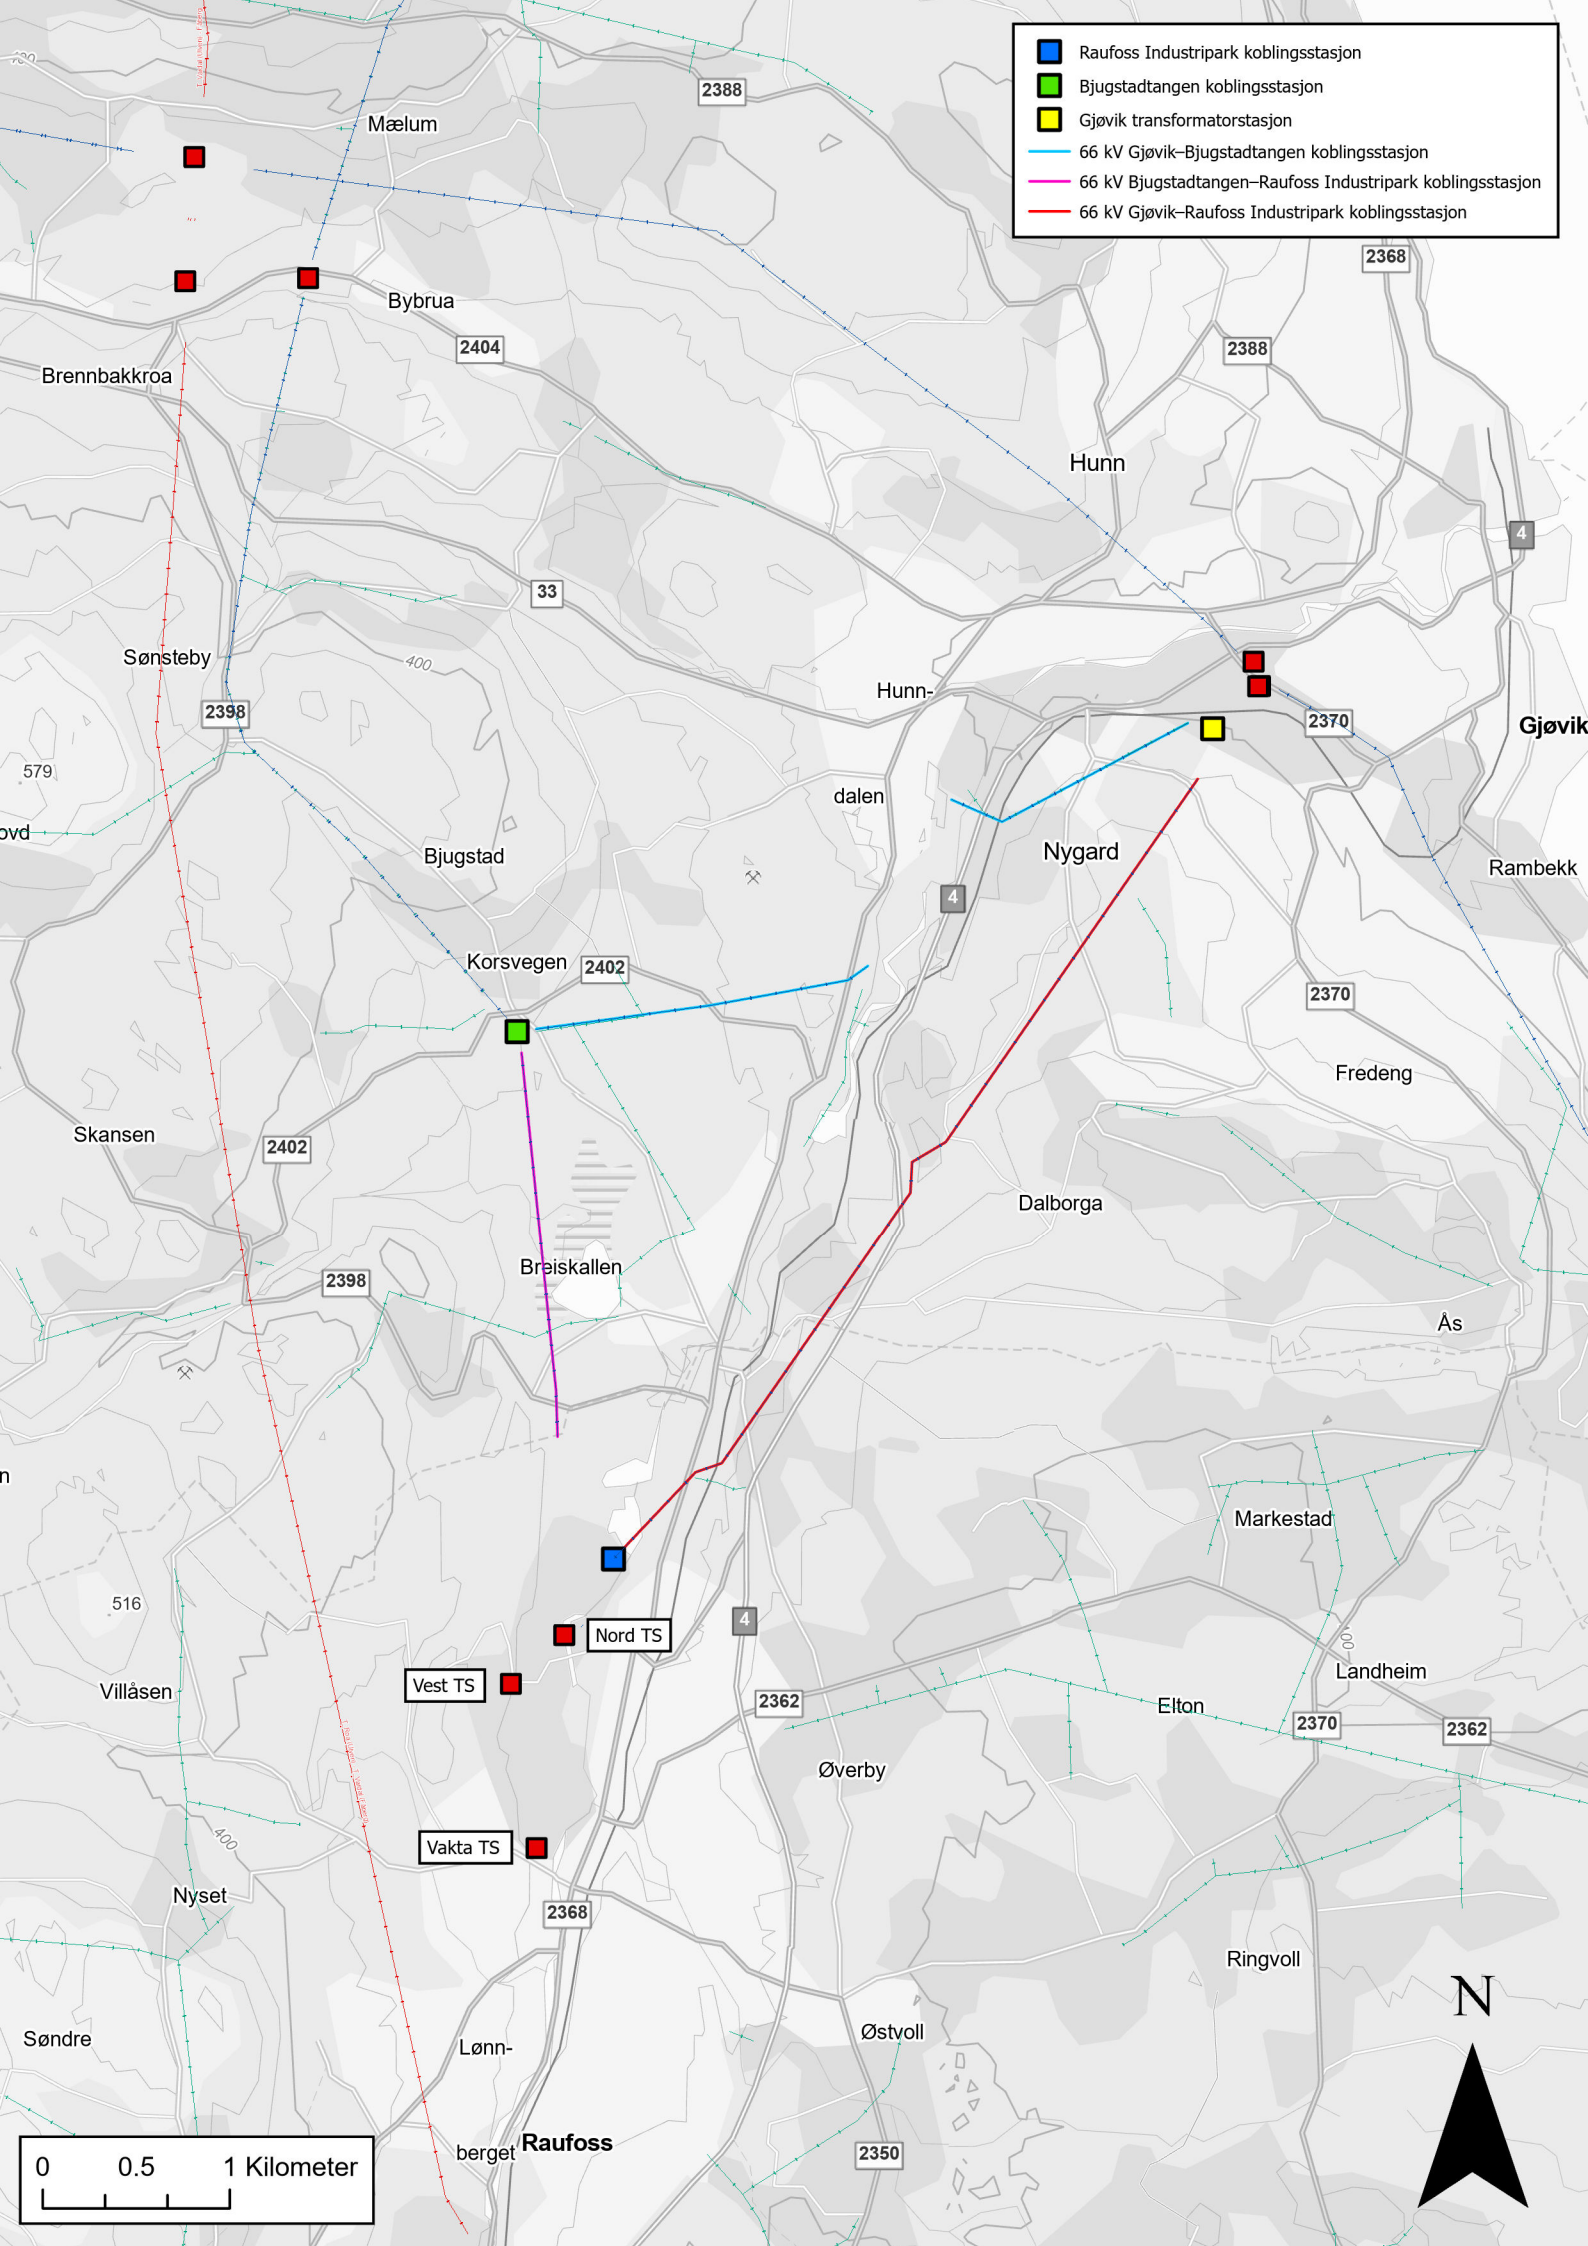 Raufoss Industripark koblingsstasjon
Bjugstadtangen koblingsstasjon
Gjøvik transformatorstasjon
66 kV Gjøvik–Bjugstadtangen koblingsstasjon
66 kV Bjugstadtangen–Raufoss Industripark koblingsstasjon
66 kV Gjøvik–Raufoss Industripark koblingsstasjon
2388
Mælum
2368
Bybrua
2404
2388
Brennbakkroa
Hunn
4
33
Sønsteby
400
Hunn-
2398
2370
Gjøvik
579
dalen
ovd
Bjugstad
Nygard
Rambekk
4
Korsvegen
2402
2370
Fredeng
Skansen
2402
Dalborga
Breiskallen
2398
Ås
n
Markestad
516
4
Nord TS
Vest TS
Landheim
Villåsen
2362
Elton
2370
2362
Øverby
400
Vakta TS
Nyset
2368
Ringvoll
N
Søndre
Østvoll
Lønn-
berget
Raufoss
2350
0 0.5 1 Kilometer